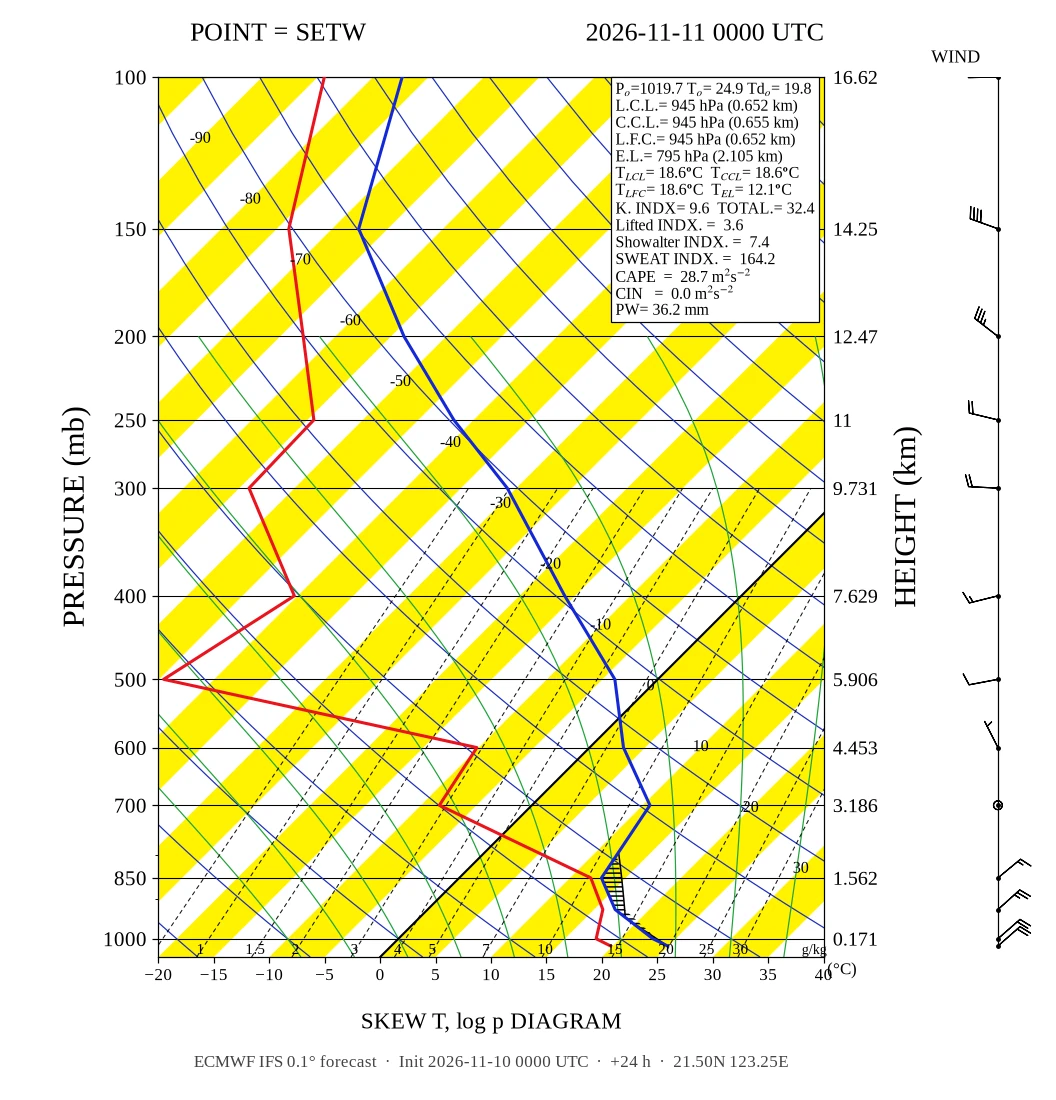 POINT = SETW
2026-11-11 0000 UTC
WIND
100
16.62
P₀=1019.7 T₀= 24.9 Td₀= 19.8
L.C.L.= 945 hPa (0.652 km)
C.C.L.= 945 hPa (0.655 km)
L.F.C.= 945 hPa (0.652 km)
E.L.= 795 hPa (2.105 km)
T_LCL= 18.6°C T_CCL= 18.6°C
T_LFC= 18.6°C T_EL= 12.1°C
K. INDX= 9.6 TOTAL.= 32.4
Lifted INDX. = 3.6
Showalter INDX. = 7.4
SWEAT INDX. = 164.2
CAPE = 28.7 m²s⁻²
CIN = 0.0 m²s⁻²
PW= 36.2 mm
-90
-80
150
14.25
-70
-60
200
12.47
-50
250
11
-40
300
9.731
-30
-20
400
7.629
-10
500
5.906
0
600
10
4.453
700
20
3.186
850
30
1.562
1000
0.171
1 1.5 2 3 4 5 7 10 15 20 25 30 g/kg
−20 −15 −10 −5 0 5 10 15 20 25 30 35 40 (°C)
PRESSURE (mb)
HEIGHT (km)
SKEW T, log p DIAGRAM
ECMWF IFS 0.1° forecast · Init 2026-11-10 0000 UTC · +24 h · 21.50N 123.25E